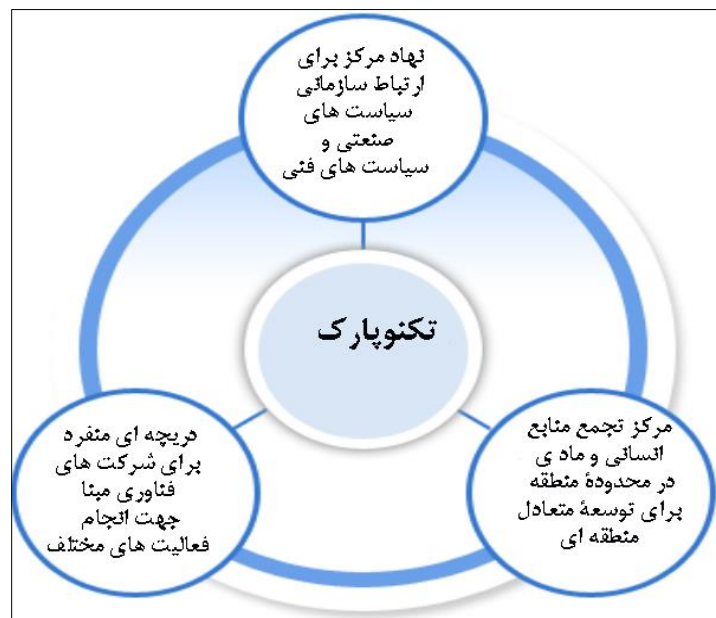 نهاد مرکز برای
ارتباط سازمانی
سیاست های
صنعتی و
سیاست های فنی
تکنوپارک
دریچه ای منفرد
برای شرکت های
فناوری مبنا
جهت انجام
فعالیت های مختلف
مرکز تجمع منابع
انسانی و مادی
در محدودهٔ منطقه
برای توسعهٔ متعادل
منطقه ای